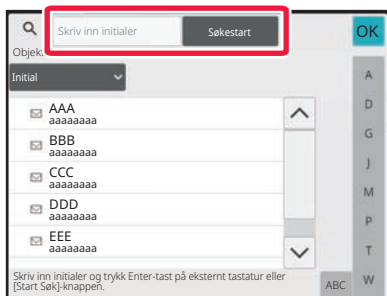 Skriv inn initialer
Søkestart
OK
Objek
Initial
AAA
aaaaaaaa
BBB
aaaaaaaa
CCC
aaaaaaaa
DDD
aaaaaaaa
EEE
aaaaaaaa
A
D
G
J
M
P
T
W
ABC
Skriv inn initialer og trykk Enter-tast på eksternt tastatur eller
[Start Søk]-knappen.